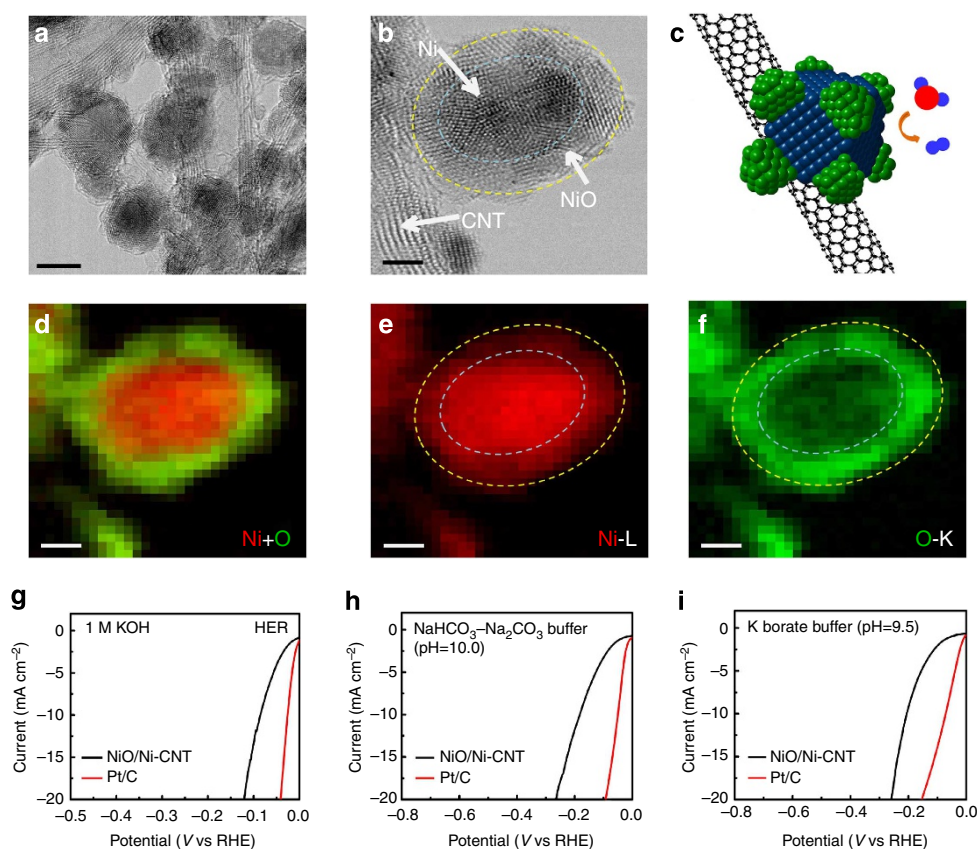 a
b
c
Ni
NiO
CNT
d
e
f
Ni+O
Ni-L
O-K
g
h
i
1 M KOH
HER
NaHCO₃–Na₂CO₃ buffer
(pH=10.0)
K borate buffer (pH=9.5)
Current (mA cm⁻²)
0
–5
–10
–15
–20
NiO/Ni-CNT
Pt/C
–0.5 –0.4 –0.3 –0.2 –0.1 0.0
Potential (V vs RHE)
Current (mA cm⁻²)
0
–5
–10
–15
–20
NiO/Ni-CNT
Pt/C
–0.8 –0.6 –0.4 –0.2 0.0
Potential (V vs RHE)
Current (mA cm⁻²)
0
–5
–10
–15
–20
NiO/Ni-CNT
Pt/C
–0.8 –0.6 –0.4 –0.2 0.0
Potential (V vs RHE)